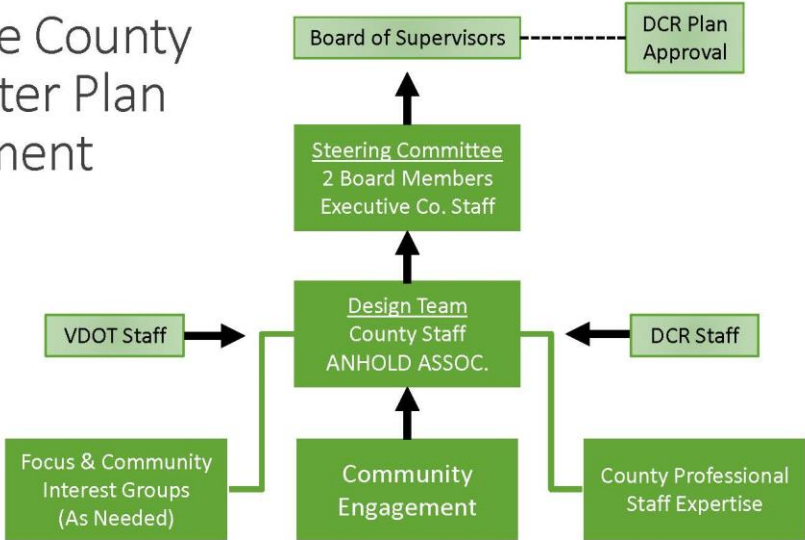 e County
ter Plan
ment
Board of Supervisors
DCR Plan
Approval
Steering Committee
2 Board Members
Executive Co. Staff
Design Team
County Staff
ANHOLD ASSOC.
VDOT Staff
DCR Staff
Focus & Community
Interest Groups
(As Needed)
Community
Engagement
County Professional
Staff Expertise